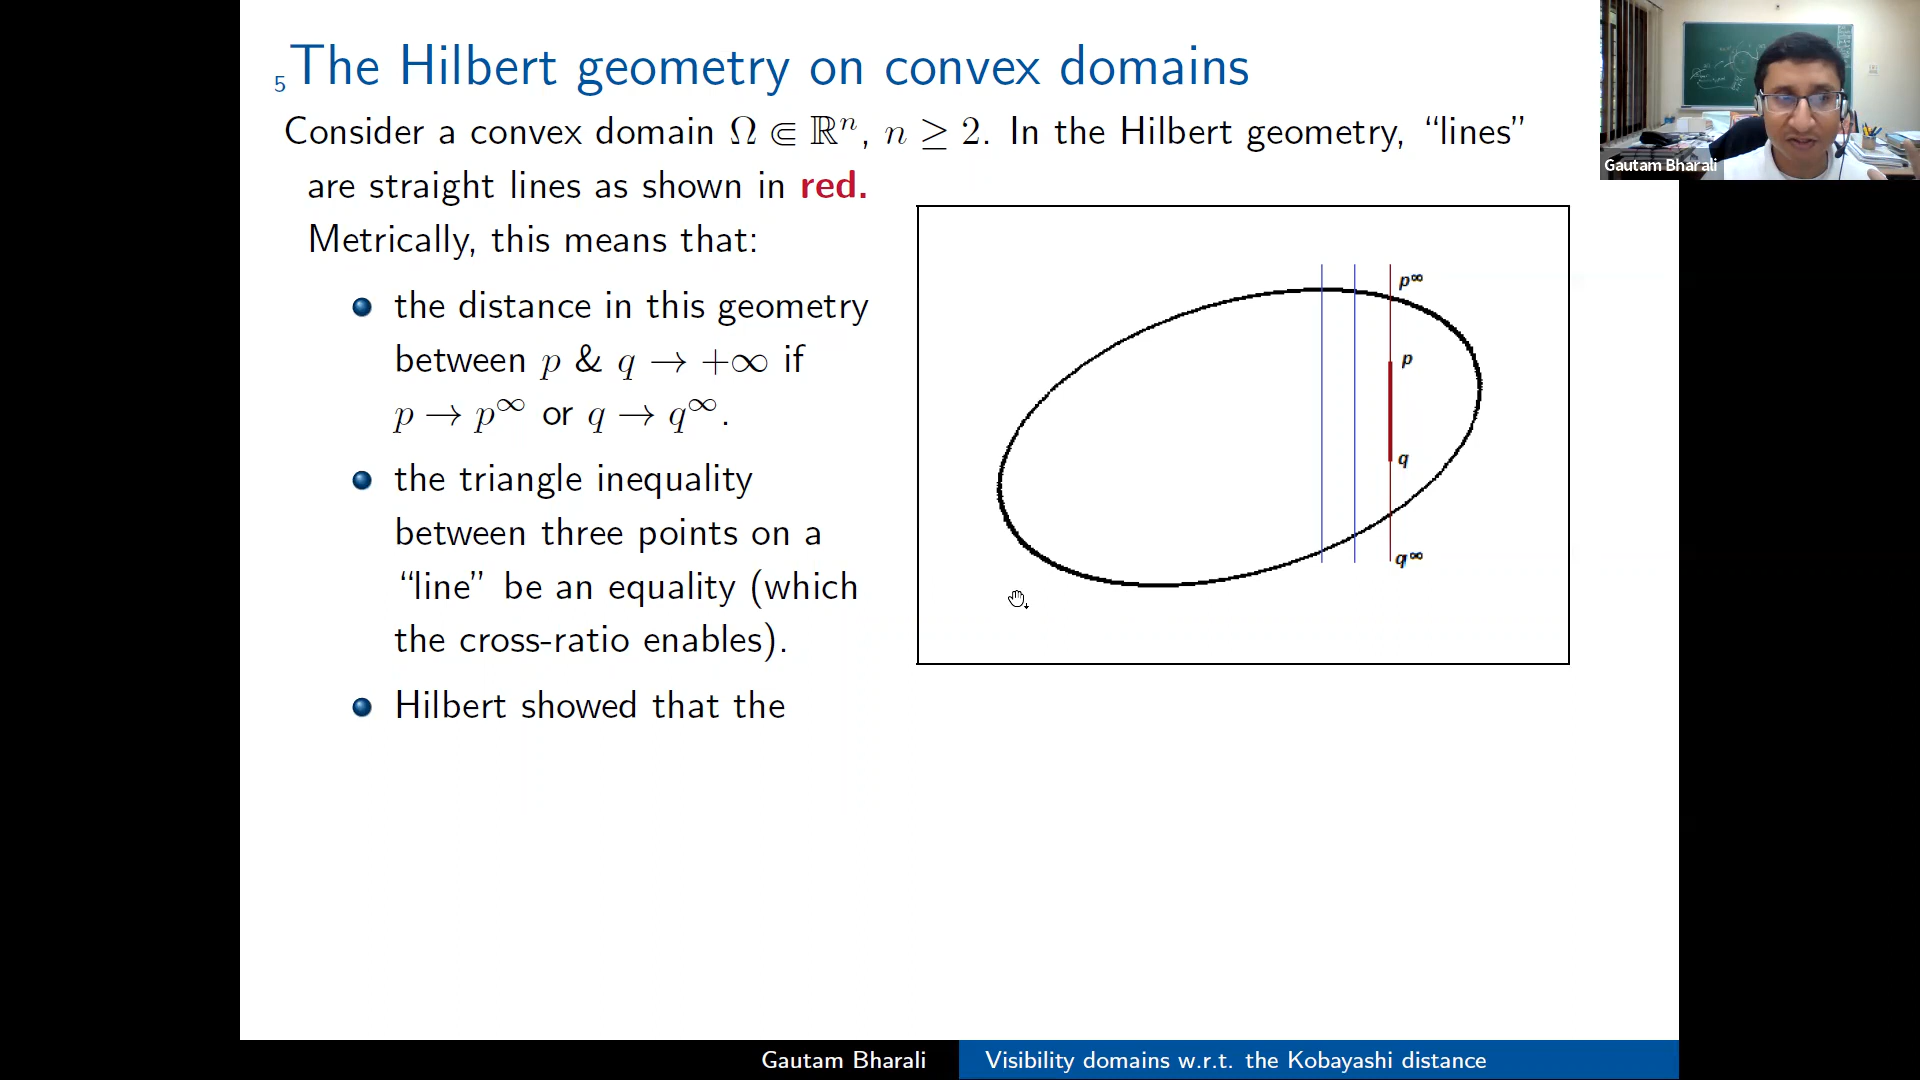 5 The Hilbert geometry on convex domains
Consider a convex domain Ω ⋐ ℝⁿ, n ≥ 2. In the Hilbert geometry, “lines”
are straight lines as shown in red.
Metrically, this means that:
the distance in this geometry
between p & q → +∞ if
p → p^∞ or q → q^∞.
the triangle inequality
between three points on a
“line” be an equality (which
the cross-ratio enables).
Hilbert showed that the
p^∞
p
q
q^∞
Gautam Bharali
Gautam Bharali
Visibility domains w.r.t. the Kobayashi distance